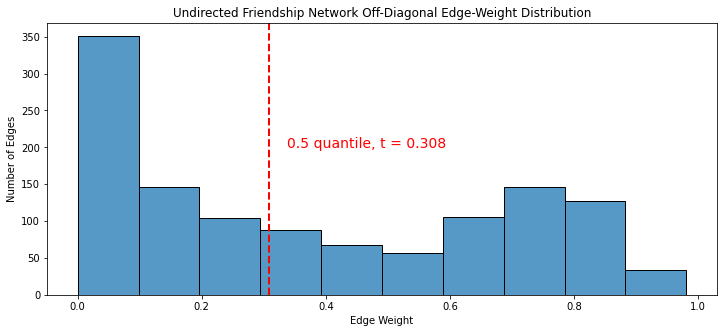 Undirected Friendship Network Off-Diagonal Edge-Weight Distribution
350
300
250
200
150
100
50
0
Number of Edges
0.5 quantile, t = 0.308
0.0 0.2 0.4 0.6 0.8 1.0
Edge Weight